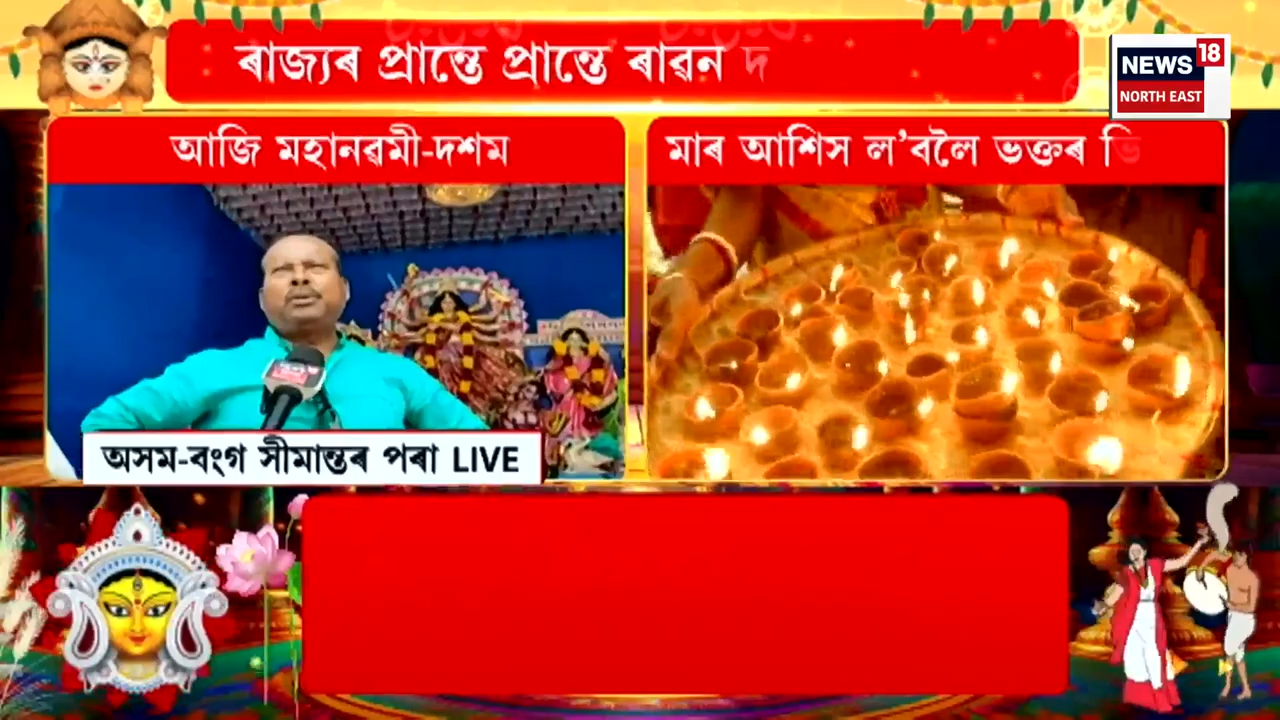 ৰাজ্যৰ প্ৰান্তে প্ৰান্তে ৰাৱন দ
NEWS 18
NORTH EAST
আজি মহানৱমী-দশম
মাৰ আশিস ল’বলৈ ভক্তৰ ভি
অসম-বংগ সীমান্তৰ পৰা LIVE